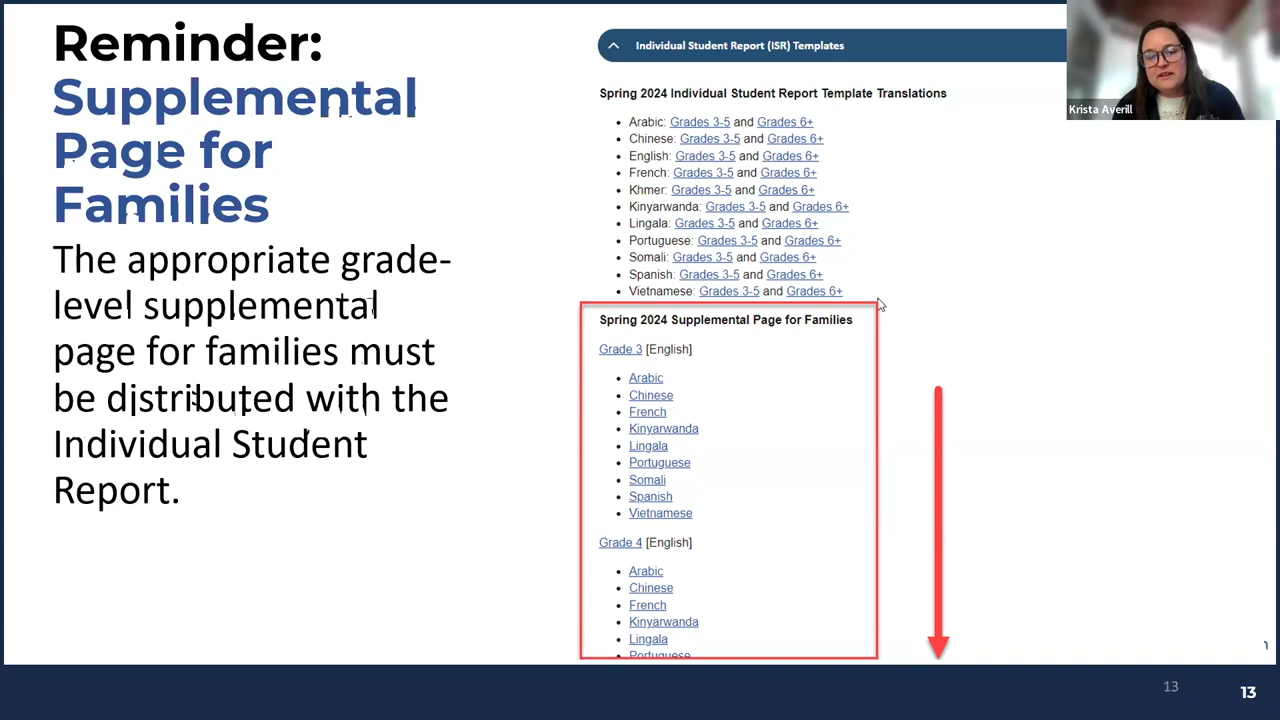 Reminder:
Supplemental
Page for
Families
The appropriate grade-
level supplemental
page for families must
be distributed with the
Individual Student
Report.
Individual Student Report (ISR) Templates
Spring 2024 Individual Student Report Template Translations
• Arabic: Grades 3-5 and Grades 6+
• Chinese: Grades 3-5 and Grades 6+
• English: Grades 3-5 and Grades 6+
• French: Grades 3-5 and Grades 6+
• Khmer: Grades 3-5 and Grades 6+
• Kinyarwanda: Grades 3-5 and Grades 6+
• Lingala: Grades 3-5 and Grades 6+
• Portuguese: Grades 3-5 and Grades 6+
• Somali: Grades 3-5 and Grades 6+
• Spanish: Grades 3-5 and Grades 6+
• Vietnamese: Grades 3-5 and Grades 6+
Spring 2024 Supplemental Page for Families
Grade 3 [English]
• Arabic
• Chinese
• French
• Kinyarwanda
• Lingala
• Portuguese
• Somali
• Spanish
• Vietnamese
Grade 4 [English]
• Arabic
• Chinese
• French
• Kinyarwanda
• Lingala
• Portuguese
Krista Averill
13
13